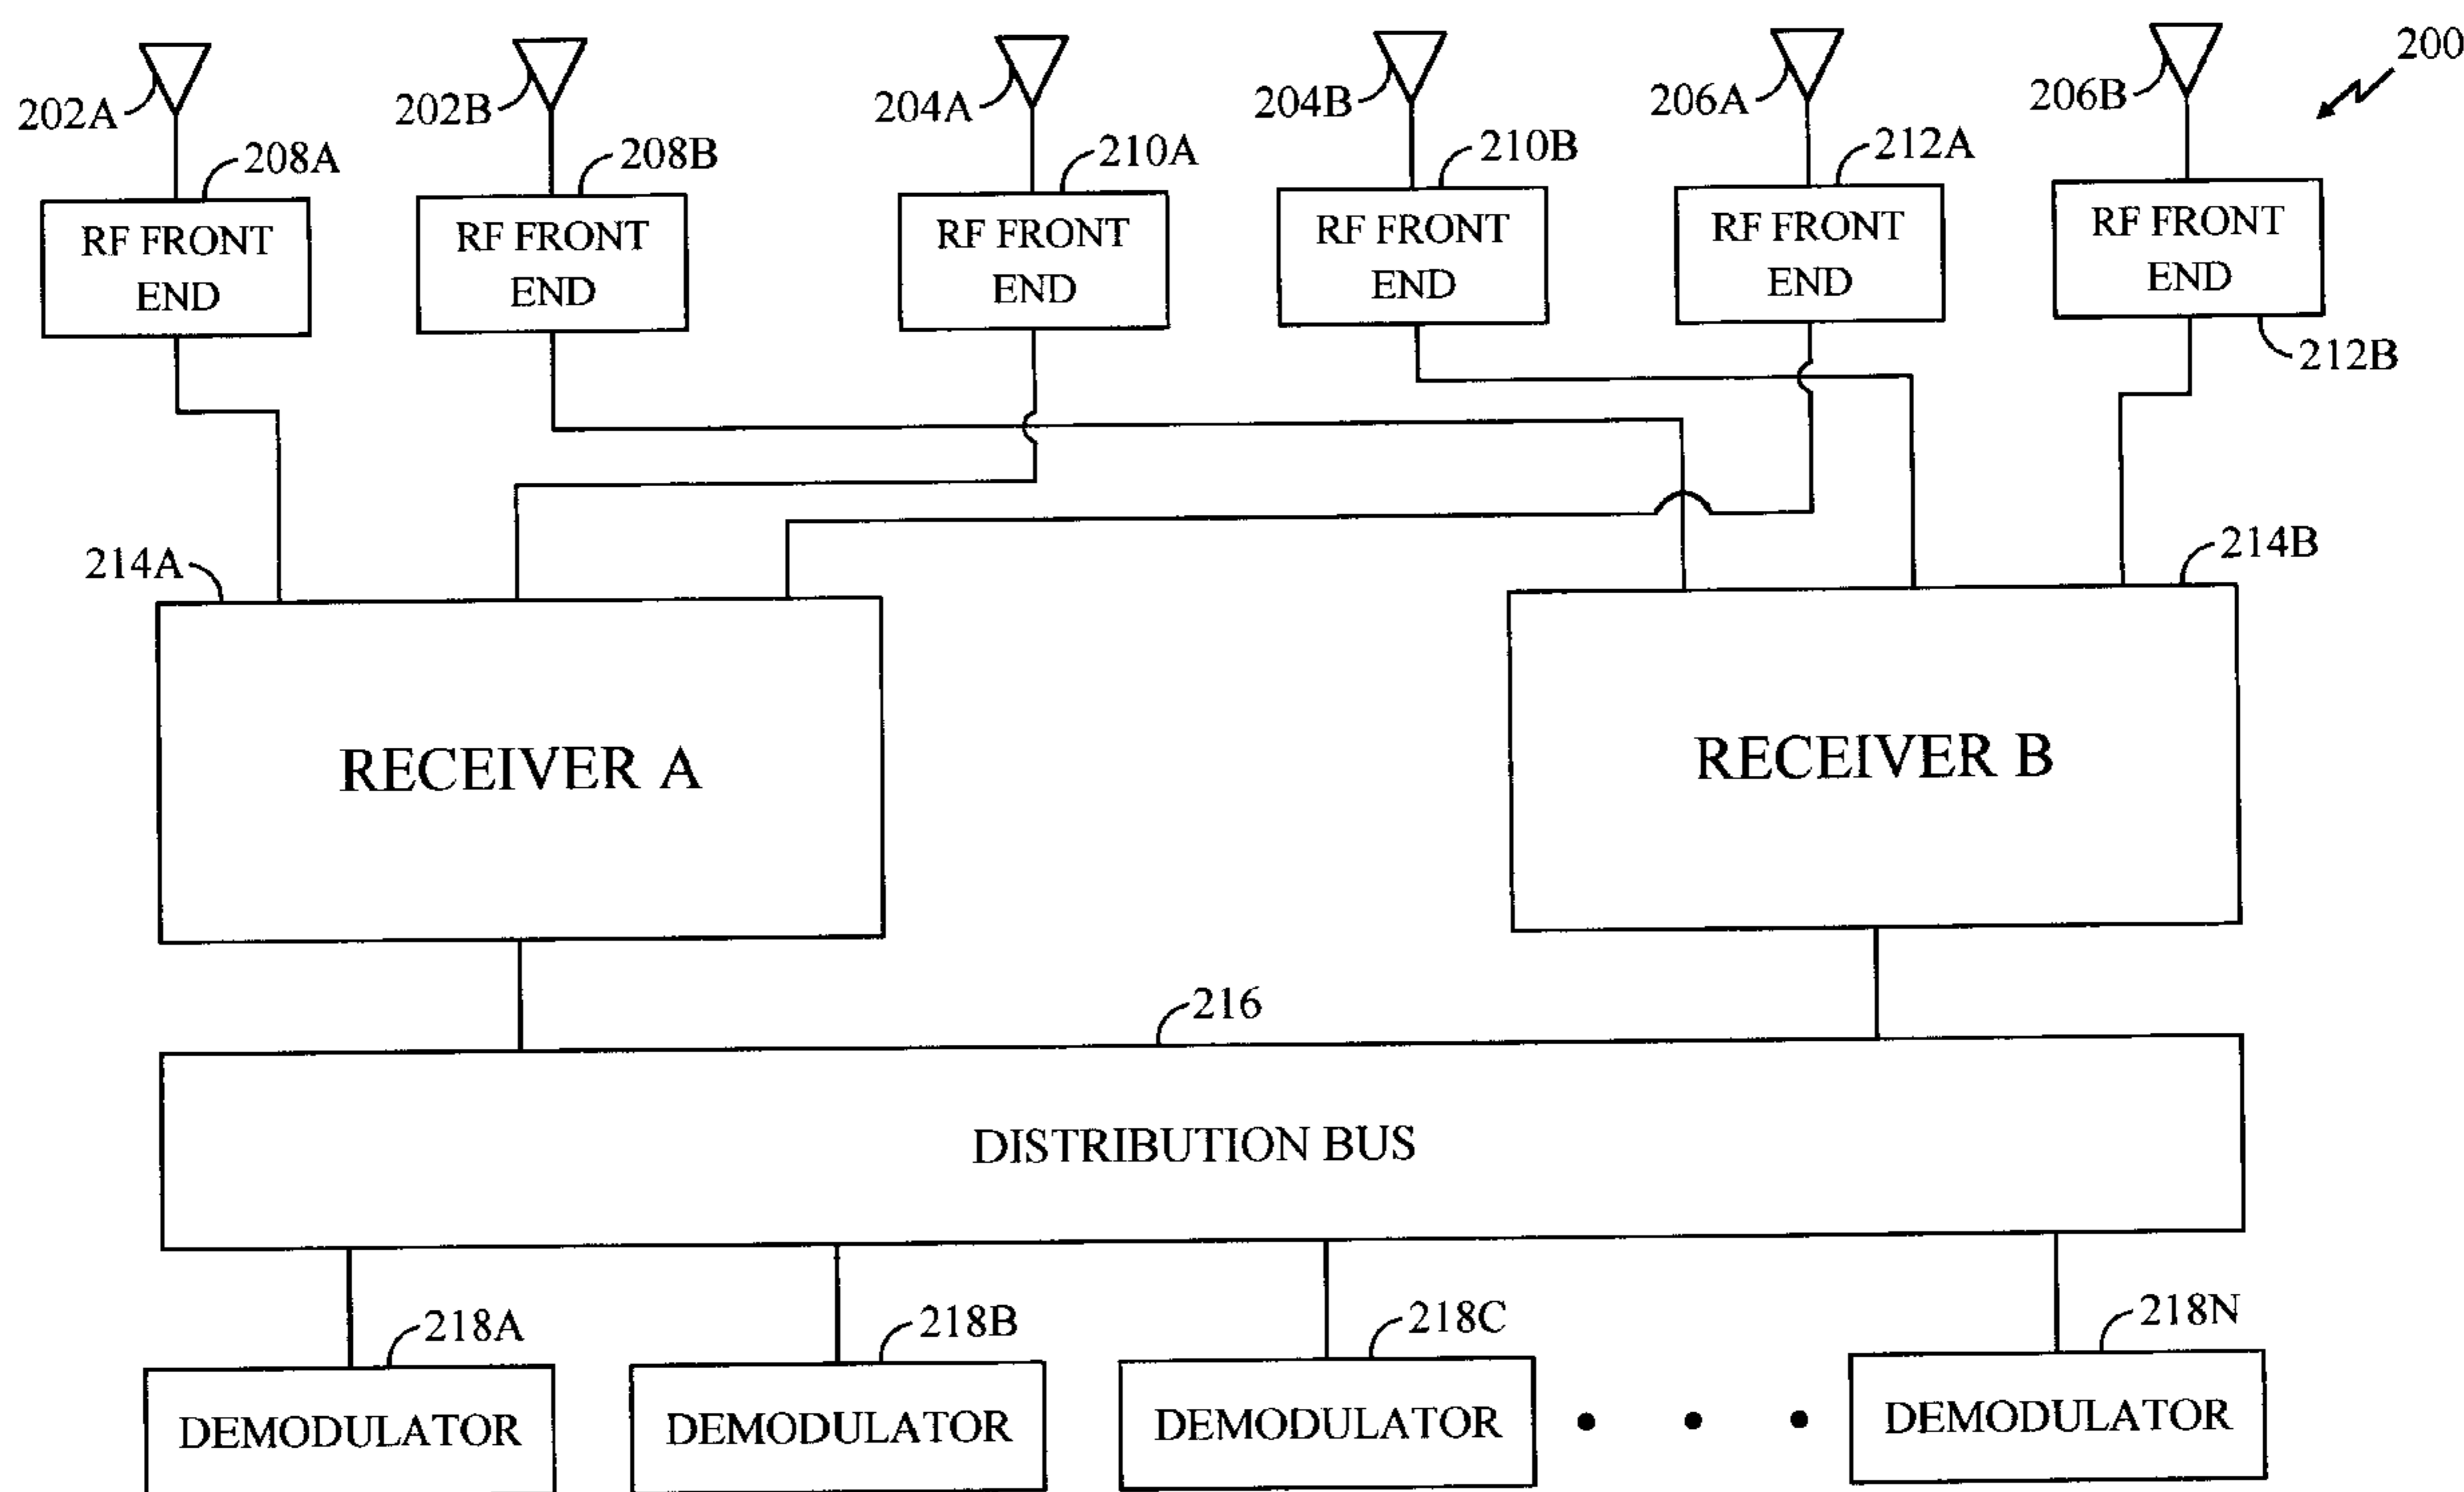 200
202A
202B
204A
204B
206A
206B
208A
208B
210A
210B
212A
212B
RF FRONT
END
RF FRONT
END
RF FRONT
END
RF FRONT
END
RF FRONT
END
RF FRONT
END
214A
214B
RECEIVER A
RECEIVER B
216
DISTRIBUTION BUS
218A
218B
218C
218N
DEMODULATOR
DEMODULATOR
DEMODULATOR
DEMODULATOR